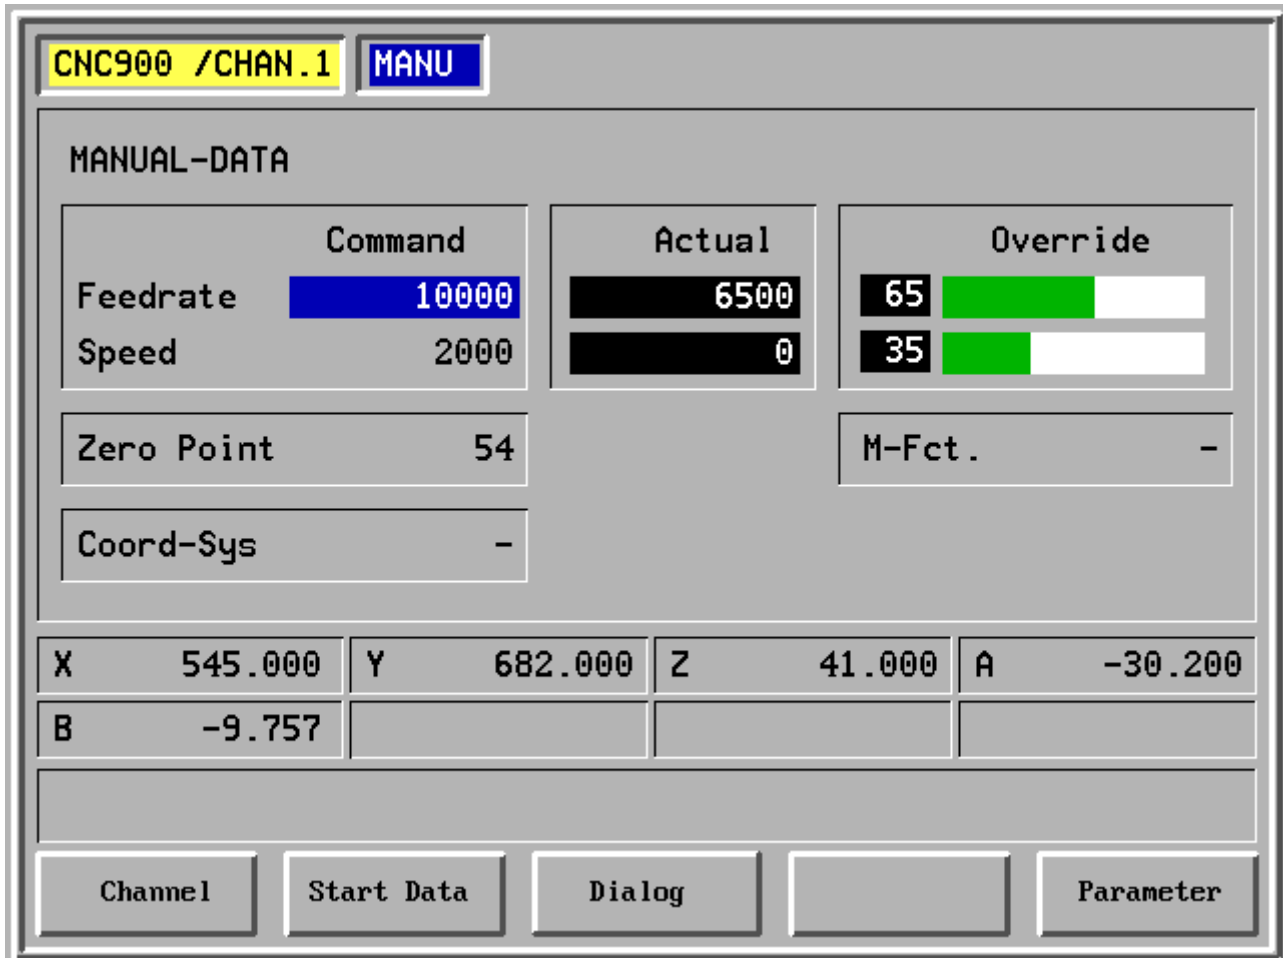 CNC900 /CHAN.1 MANU
MANUAL-DATA
Command Actual Override
Feedrate 10000 6500 65
Speed 2000 0 35
Zero Point 54 M-Fct. -
Coord-Sys -
X 545.000 Y 682.000 Z 41.000 A -30.200
B -9.757
Channel Start Data Dialog Parameter